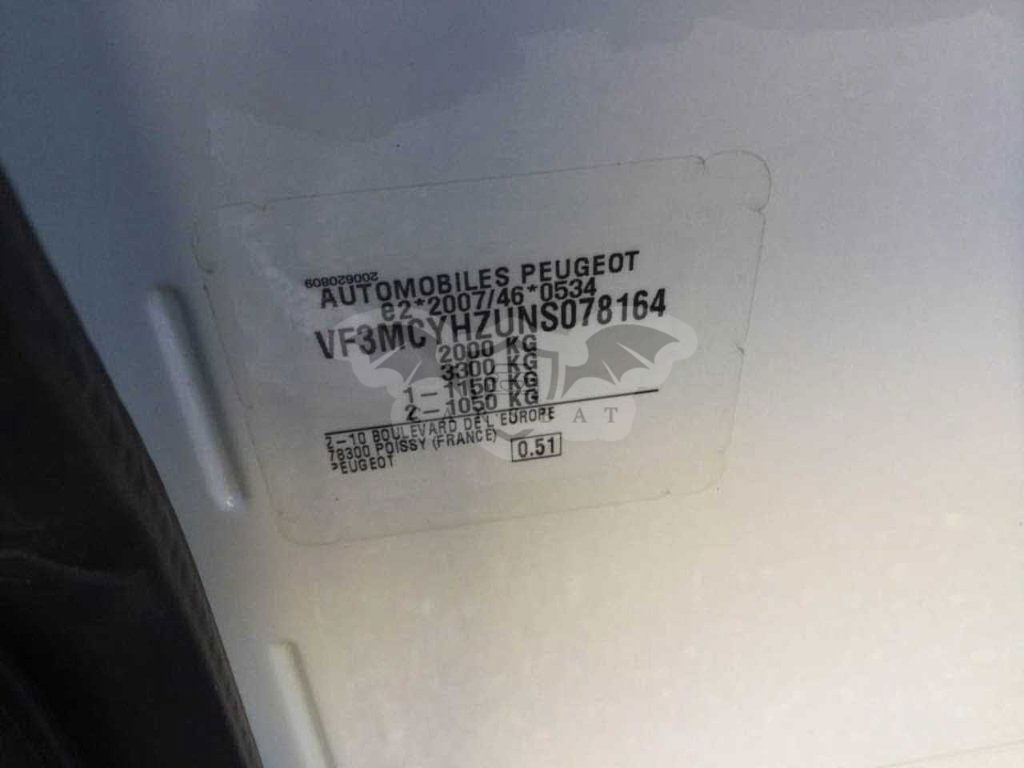 200620809
AUTOMOBILES PEUGEOT
e2*2007/46*0534
VF3MCYHZUNS078164
2000 KG
3300 KG
1-1150 KG
2-1050 KG
2-10 BOULEVARD DE L'EUROPE
78300 POISSY (FRANCE)
PEUGEOT
0.51